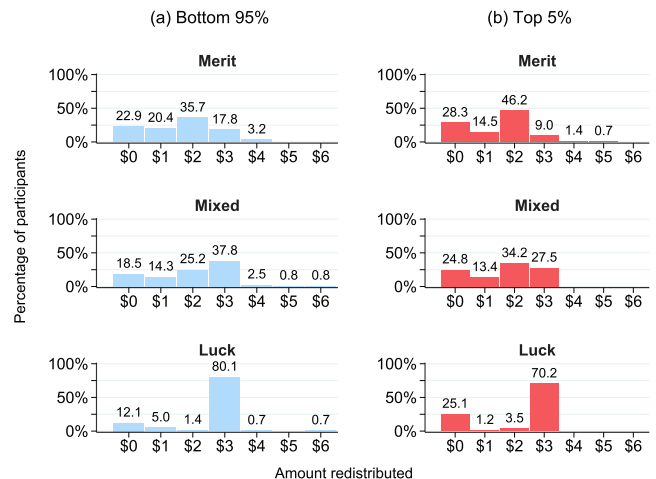 (a) Bottom 95%
(b) Top 5%
Percentage of participants
Merit
100%
50%
0%
22.9 20.4 35.7 17.8 3.2
$0 $1 $2 $3 $4 $5 $6
Mixed
100%
50%
0%
18.5 14.3 25.2 37.8 2.5 0.8 0.8
$0 $1 $2 $3 $4 $5 $6
Luck
100%
50%
0%
12.1 5.0 1.4 80.1 0.7 0.7
$0 $1 $2 $3 $4 $5 $6
Merit
100%
50%
0%
28.3 14.5 46.2 9.0 1.4 0.7
$0 $1 $2 $3 $4 $5 $6
Mixed
100%
50%
0%
24.8 13.4 34.2 27.5
$0 $1 $2 $3 $4 $5 $6
Luck
100%
50%
0%
25.1 1.2 3.5 70.2
$0 $1 $2 $3 $4 $5 $6
Amount redistributed